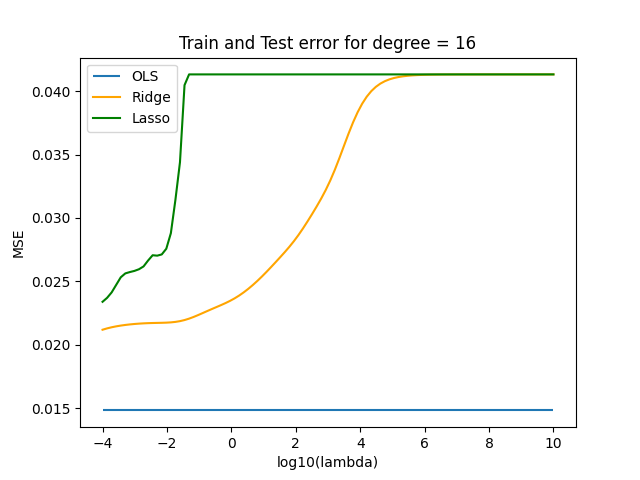 Train and Test error for degree = 16
OLS
Ridge
Lasso
MSE
0.040
0.035
0.030
0.025
0.020
0.015
−4 −2 0 2 4 6 8 10
log10(lambda)